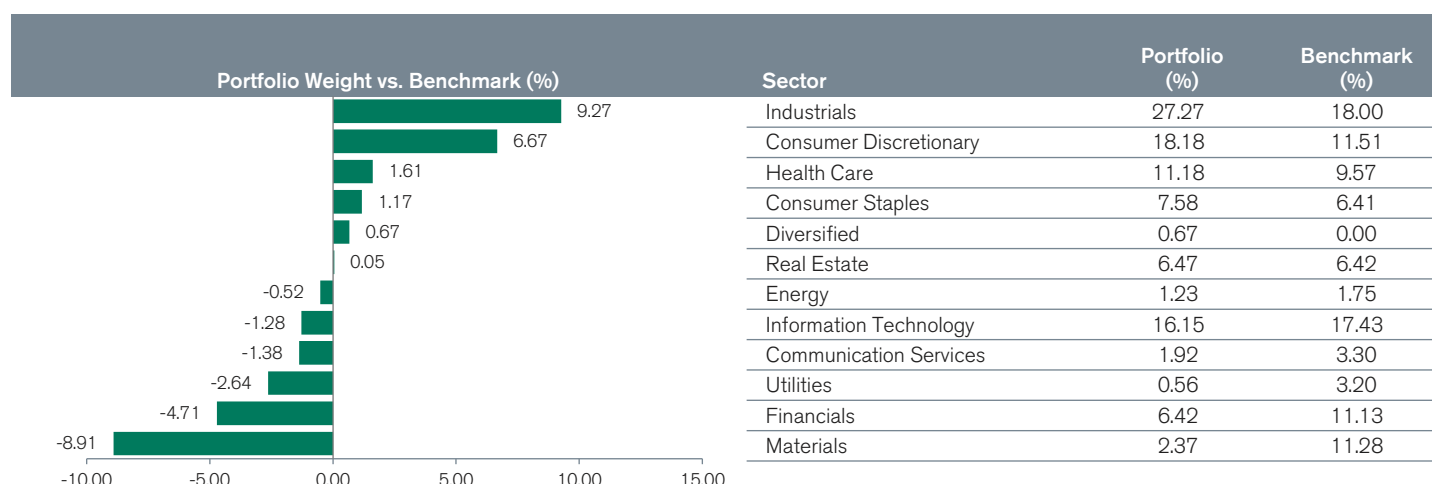 Portfolio Weight vs. Benchmark (%) Sector Portfolio (%) Benchmark (%)
9.27 Industrials 27.27 18.00
6.67 Consumer Discretionary 18.18 11.51
1.61 Health Care 11.18 9.57
1.17 Consumer Staples 7.58 6.41
0.67 Diversified 0.67 0.00
0.05 Real Estate 6.47 6.42
-0.52 Energy 1.23 1.75
-1.28 Information Technology 16.15 17.43
-1.38 Communication Services 1.92 3.30
-2.64 Utilities 0.56 3.20
-4.71 Financials 6.42 11.13
-8.91 Materials 2.37 11.28
-10.00 -5.00 0.00 5.00 10.00 15.00